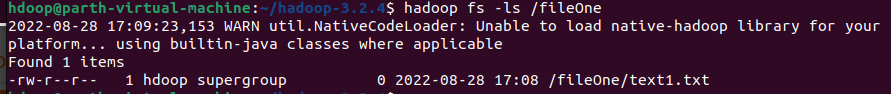 hdoop@parth-virtual-machine:~/hadoop-3.2.4$ hadoop fs -ls /fileOne
2022-08-28 17:09:23,153 WARN util.NativeCodeLoader: Unable to load native-hadoop library for your
platform... using builtin-java classes where applicable
Found 1 items
-rw-r--r--   1 hdoop supergroup          0 2022-08-28 17:08 /fileOne/text1.txt